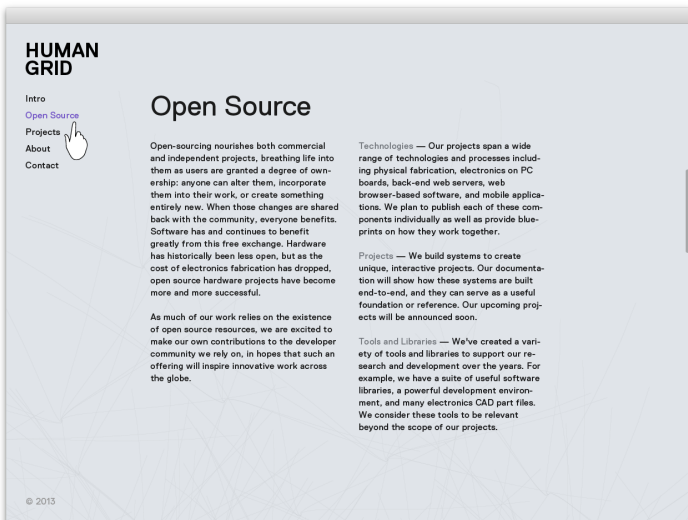 HUMAN
GRID
Intro
Open Source
Projects
About
Contact
Open Source
Open-sourcing nourishes both commercial
and independent projects, breathing life into
them as users are granted a degree of own-
ership: anyone can alter them, incorporate
them into their work, or create something
entirely new. When those changes are shared
back with the community, everyone benefits.
Software has and continues to benefit
greatly from this free exchange. Hardware
has historically been less open, but as the
cost of electronics fabrication has dropped,
open source hardware projects have become
more and more successful.
As much of our work relies on the existence
of open source resources, we are excited to
make our own contributions to the developer
community we rely on, in hopes that such an
offering will inspire innovative work across
the globe.
Technologies — Our projects span a wide
range of technologies and processes includ-
ing physical fabrication, electronics on PC
boards, back-end web servers, web
browser-based software, and mobile applica-
tions. We plan to publish each of these com-
ponents individually as well as provide blue-
prints on how they work together.
Projects — We build systems to create
unique, interactive projects. Our documenta-
tion will show how these systems are built
end-to-end, and they can serve as a useful
foundation or reference. Our upcoming proj-
ects will be announced soon.
Tools and Libraries — We've created a vari-
ety of tools and libraries to support our re-
search and development over the years. For
example, we have a suite of useful software
libraries, a powerful development environ-
ment, and many electronics CAD part files.
We consider these tools to be relevant
beyond the scope of our projects.
© 2013